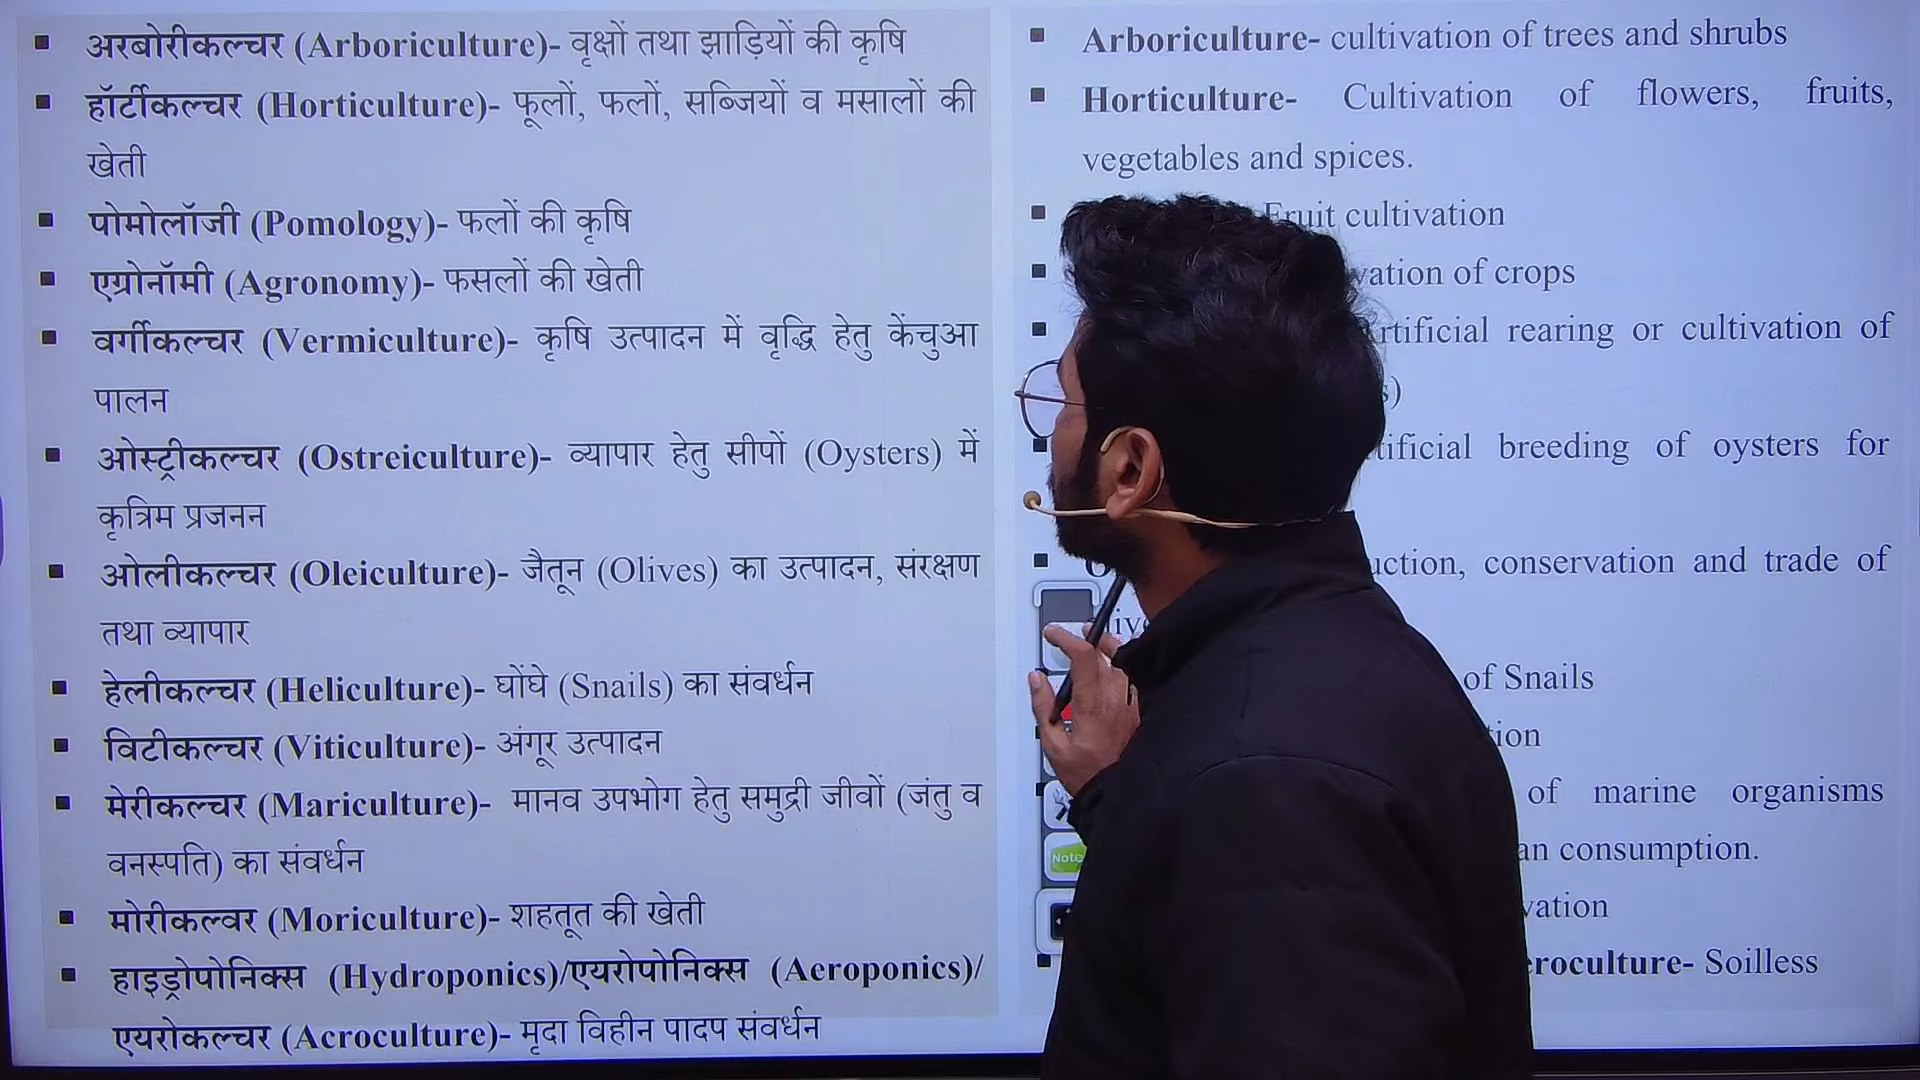 ▪ अरबोरीकल्चर (Arboriculture)- वृक्षों तथा झाड़ियों की कृषि
▪ हॉर्टीकल्चर (Horticulture)- फूलों, फलों, सब्जियों व मसालों की
खेती
▪ पोमोलॉजी (Pomology)- फलों की कृषि
▪ एग्रोनॉमी (Agronomy)- फसलों की खेती
▪ वर्गीकल्चर (Vermiculture)- कृषि उत्पादन में वृद्धि हेतु केंचुआ
पालन
▪ ओस्ट्रीकल्चर (Ostreiculture)- व्यापार हेतु सीपों (Oysters) में
कृत्रिम प्रजनन
▪ ओलीकल्चर (Oleiculture)- जैतून (Olives) का उत्पादन, संरक्षण
तथा व्यापार
▪ हेलीकल्चर (Heliculture)- घोंघे (Snails) का संवर्धन
▪ विटीकल्चर (Viticulture)- अंगूर उत्पादन
▪ मेरीकल्चर (Mariculture)- मानव उपभोग हेतु समुद्री जीवों (जंतु व
वनस्पति) का संवर्धन
▪ मोरीकल्वर (Moriculture)- शहतूत की खेती
▪ हाइड्रोपोनिक्स (Hydroponics)/एयरोपोनिक्स (Aeroponics)/
एयरोकल्चर (Acroculture)- मृदा विहीन पादप संवर्धन
▪ Arboriculture- cultivation of trees and shrubs
▪ Horticulture- Cultivation of flowers, fruits,
vegetables and spices.
▪ Fruit cultivation
▪ vation of crops
▪ rtificial rearing or cultivation of
s)
▪ tificial breeding of oysters for
▪ uction, conservation and trade of
of Snails
tion
of marine organisms
an consumption.
Note
vation
▪ eroculture- Soilless